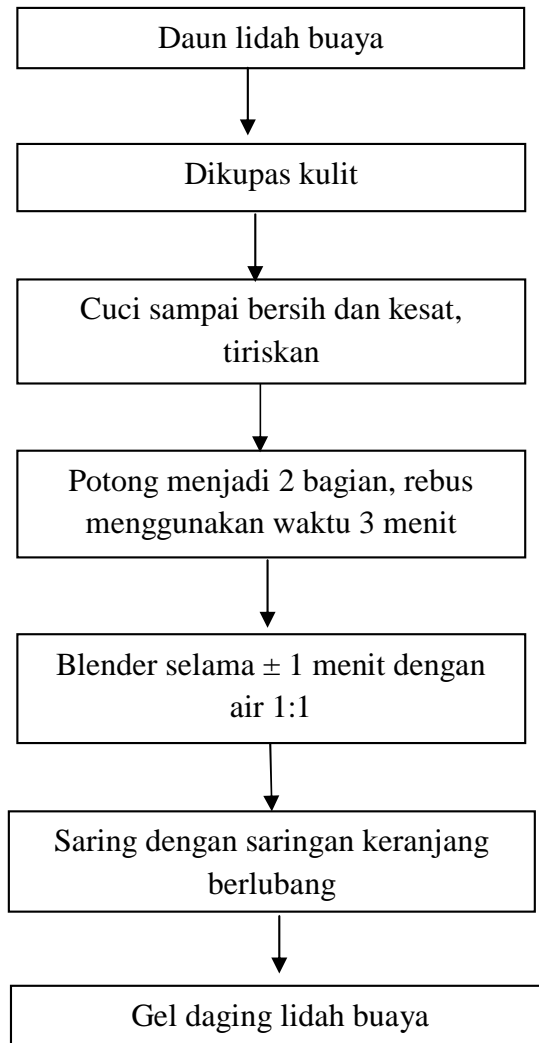 Daun lidah buaya
Dikupas kulit
Cuci sampai bersih dan kesat,
tiriskan
Potong menjadi 2 bagian, rebus
menggunakan waktu 3 menit
Blender selama ± 1 menit dengan
air 1:1
Saring dengan saringan keranjang
berlubang
Gel daging lidah buaya